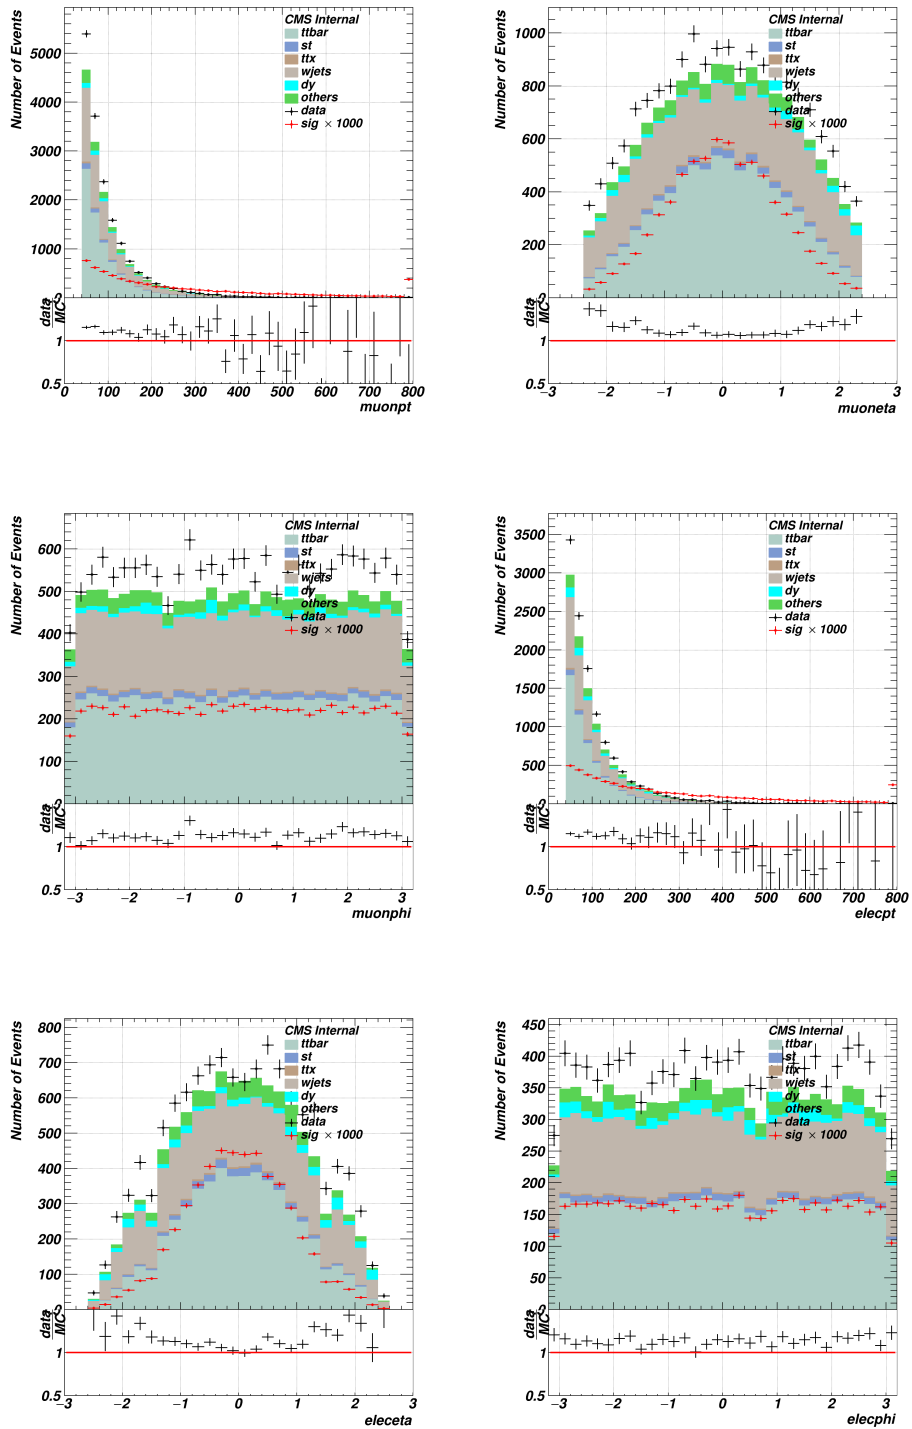 Number of Events
CMS Internal
ttbar
st
ttx
wjets
dy
others
data
sig × 1000
5000
4000
3000
2000
1000
0
data
MC
1
0.5
0 100 200 300 400 500 600 700 800
muonpt
Number of Events
CMS Internal
ttbar
st
ttx
wjets
dy
others
data
sig × 1000
1000
800
600
400
200
0
data
MC
1
0.5
−3 −2 −1 0 1 2 3
muoneta
Number of Events
CMS Internal
ttbar
st
ttx
wjets
dy
others
data
sig × 1000
600
500
400
300
200
100
0
data
MC
1
0.5
−3 −2 −1 0 1 2 3
muonphi
Number of Events
CMS Internal
ttbar
st
ttx
wjets
dy
others
data
sig × 1000
3500
3000
2500
2000
1500
1000
500
0
data
MC
1
0.5
0 100 200 300 400 500 600 700 800
elecpt
Number of Events
CMS Internal
ttbar
st
ttx
wjets
dy
others
data
sig × 1000
800
700
600
500
400
300
200
100
0
data
MC
1
0.5
−3 −2 −1 0 1 2 3
eleceta
Number of Events
CMS Internal
ttbar
st
ttx
wjets
dy
others
data
sig × 1000
450
400
350
300
250
200
150
100
50
0
data
MC
1
0.5
−3 −2 −1 0 1 2 3
elecphi